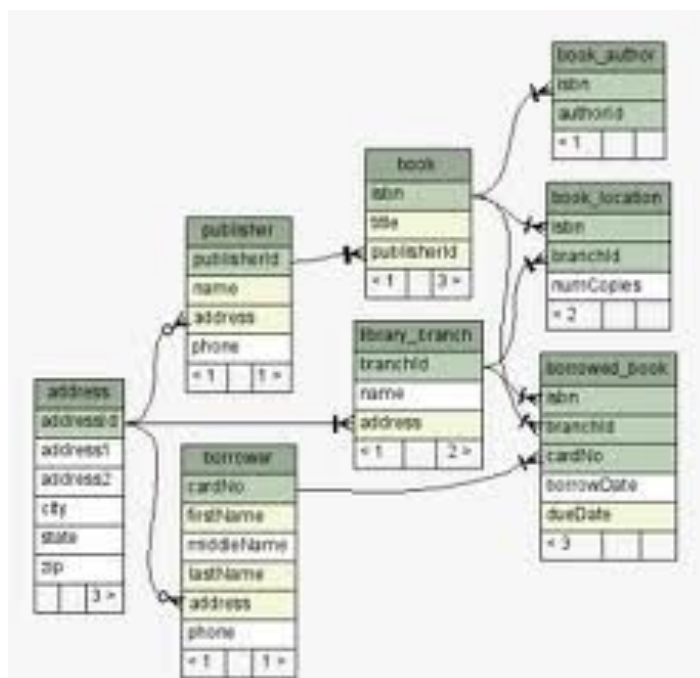 book_author
isbn
authorId
< 1
book
isbn
title
publisherId
< 1 3 >
book_location
isbn
branchId
numCopies
< 2
publisher
publisherId
name
address
phone
< 1 1 >
library_branch
branchId
name
address
< 1 2 >
borrowed_book
isbn
branchId
cardNo
borrowDate
dueDate
< 3
address
addressId
address1
address2
city
state
zip
3 >
borrower
cardNo
firstName
middleName
lastName
address
phone
< 1 1 >